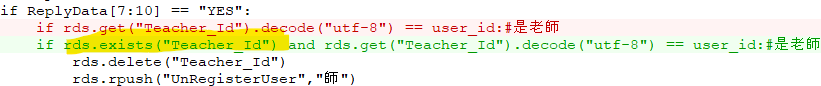 if ReplyData[7:10] == "YES":
if rds.get("Teacher_Id").decode("utf-8") == user_id:#是老師
if rds.exists("Teacher_Id") and rds.get("Teacher_Id").decode("utf-8") == user_id:#是老師
rds.delete("Teacher_Id")
rds.rpush("UnRegisterUser","師")